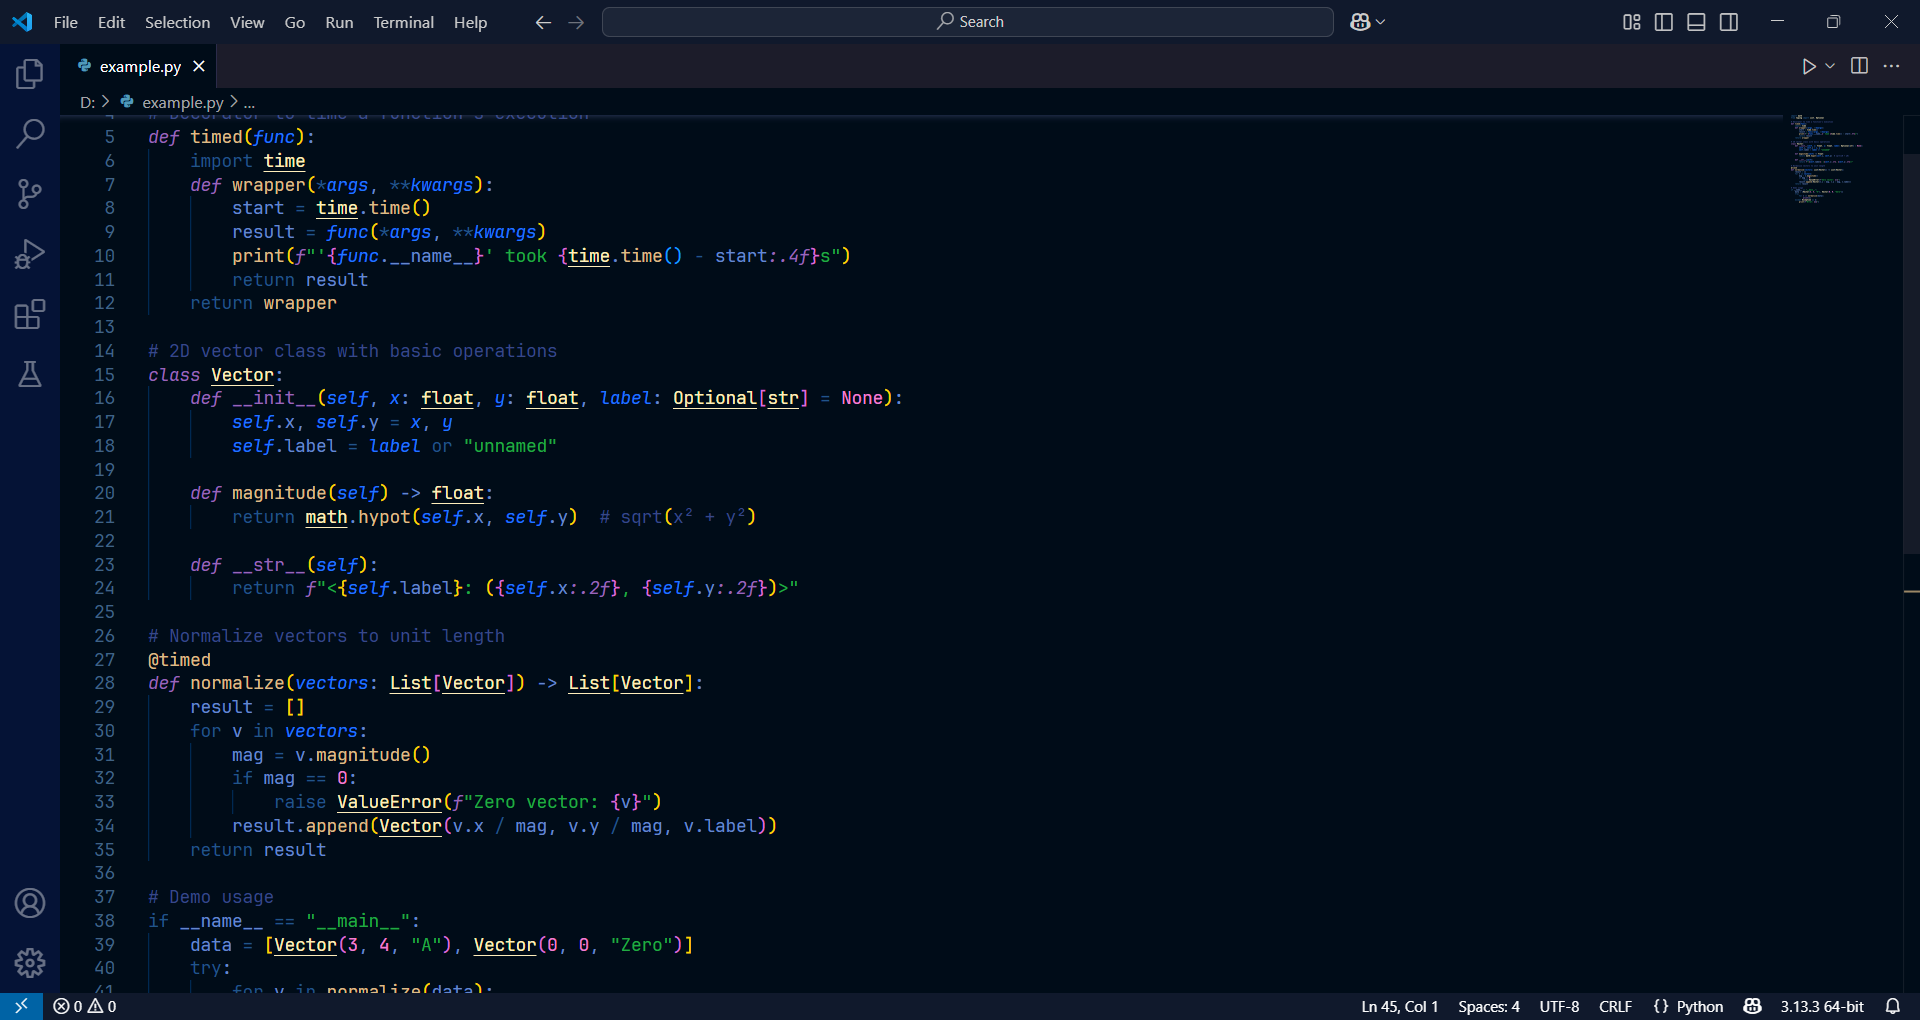 File Edit Selection View Go Run Terminal Help Search
example.py
D: > example.py > ...
4 # Decorator to time a function's execution
5 def timed(func):
6     import time
7     def wrapper(*args, **kwargs):
8         start = time.time()
9         result = func(*args, **kwargs)
10         print(f"'{func.__name__}' took {time.time() - start:.4f}s")
11         return result
12     return wrapper
13
14 # 2D vector class with basic operations
15 class Vector:
16     def __init__(self, x: float, y: float, label: Optional[str] = None):
17         self.x, self.y = x, y
18         self.label = label or "unnamed"
19
20     def magnitude(self) -> float:
21         return math.hypot(self.x, self.y)  # sqrt(x² + y²)
22
23     def __str__(self):
24         return f"<{self.label}: ({self.x:.2f}, {self.y:.2f})>"
25
26 # Normalize vectors to unit length
27 @timed
28 def normalize(vectors: List[Vector]) -> List[Vector]:
29     result = []
30     for v in vectors:
31         mag = v.magnitude()
32         if mag == 0:
33             raise ValueError(f"Zero vector: {v}")
34         result.append(Vector(v.x / mag, v.y / mag, v.label))
35     return result
36
37 # Demo usage
38 if __name__ == "__main__":
39     data = [Vector(3, 4, "A"), Vector(0, 0, "Zero")]
40     try:
41         for v in normalize(data):
0 0 Ln 45, Col 1 Spaces: 4 UTF-8 CRLF {} Python 3.13.3 64-bit